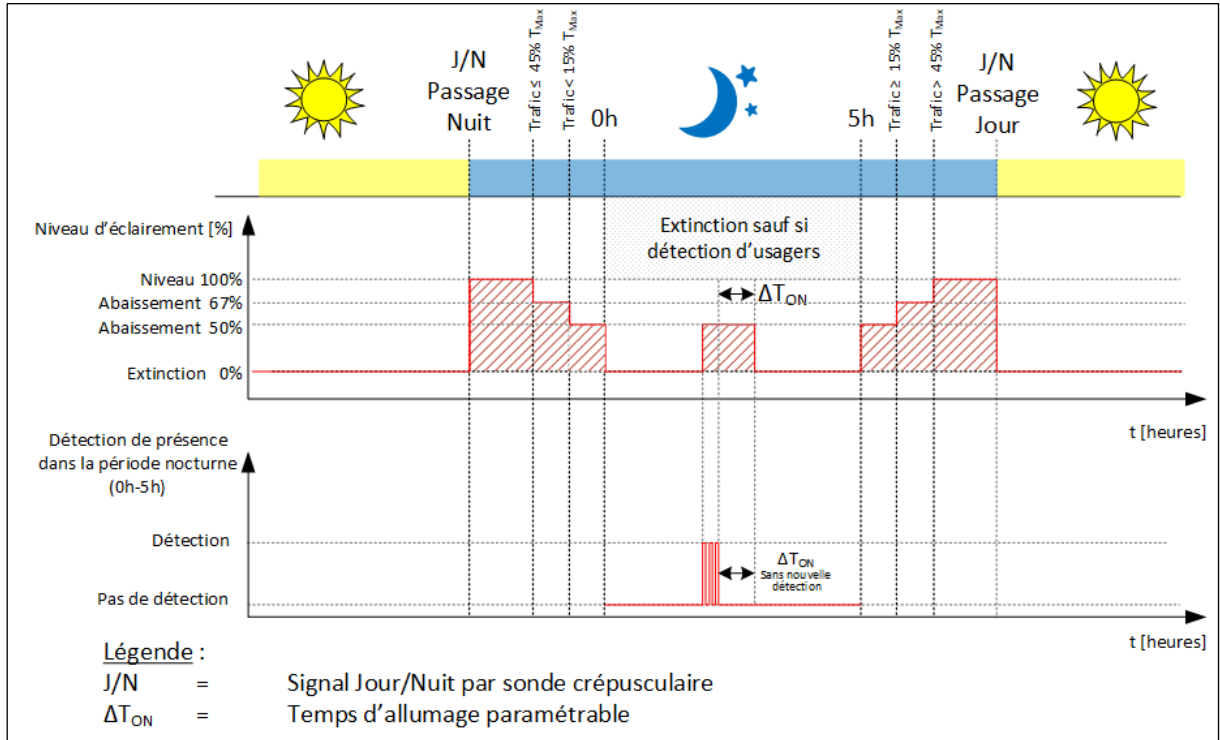 J/N
Passage
Nuit
Trafic ≤ 45% TMax
Trafic < 15% TMax
0h
5h
Trafic ≥ 15% TMax
Trafic > 45% TMax
J/N
Passage
Jour
Niveau d'éclairement [%]
Extinction sauf si
détection d'usagers
Niveau 100%
Abaissement 67%
Abaissement 50%
Extinction 0%
ΔTON
t [heures]
Détection de présence
dans la période nocturne
(0h-5h)
Détection
ΔTON
Sans nouvelle
détection
Pas de détection
t [heures]
Légende :
J/N = Signal Jour/Nuit par sonde crépusculaire
ΔTON = Temps d'allumage paramétrable